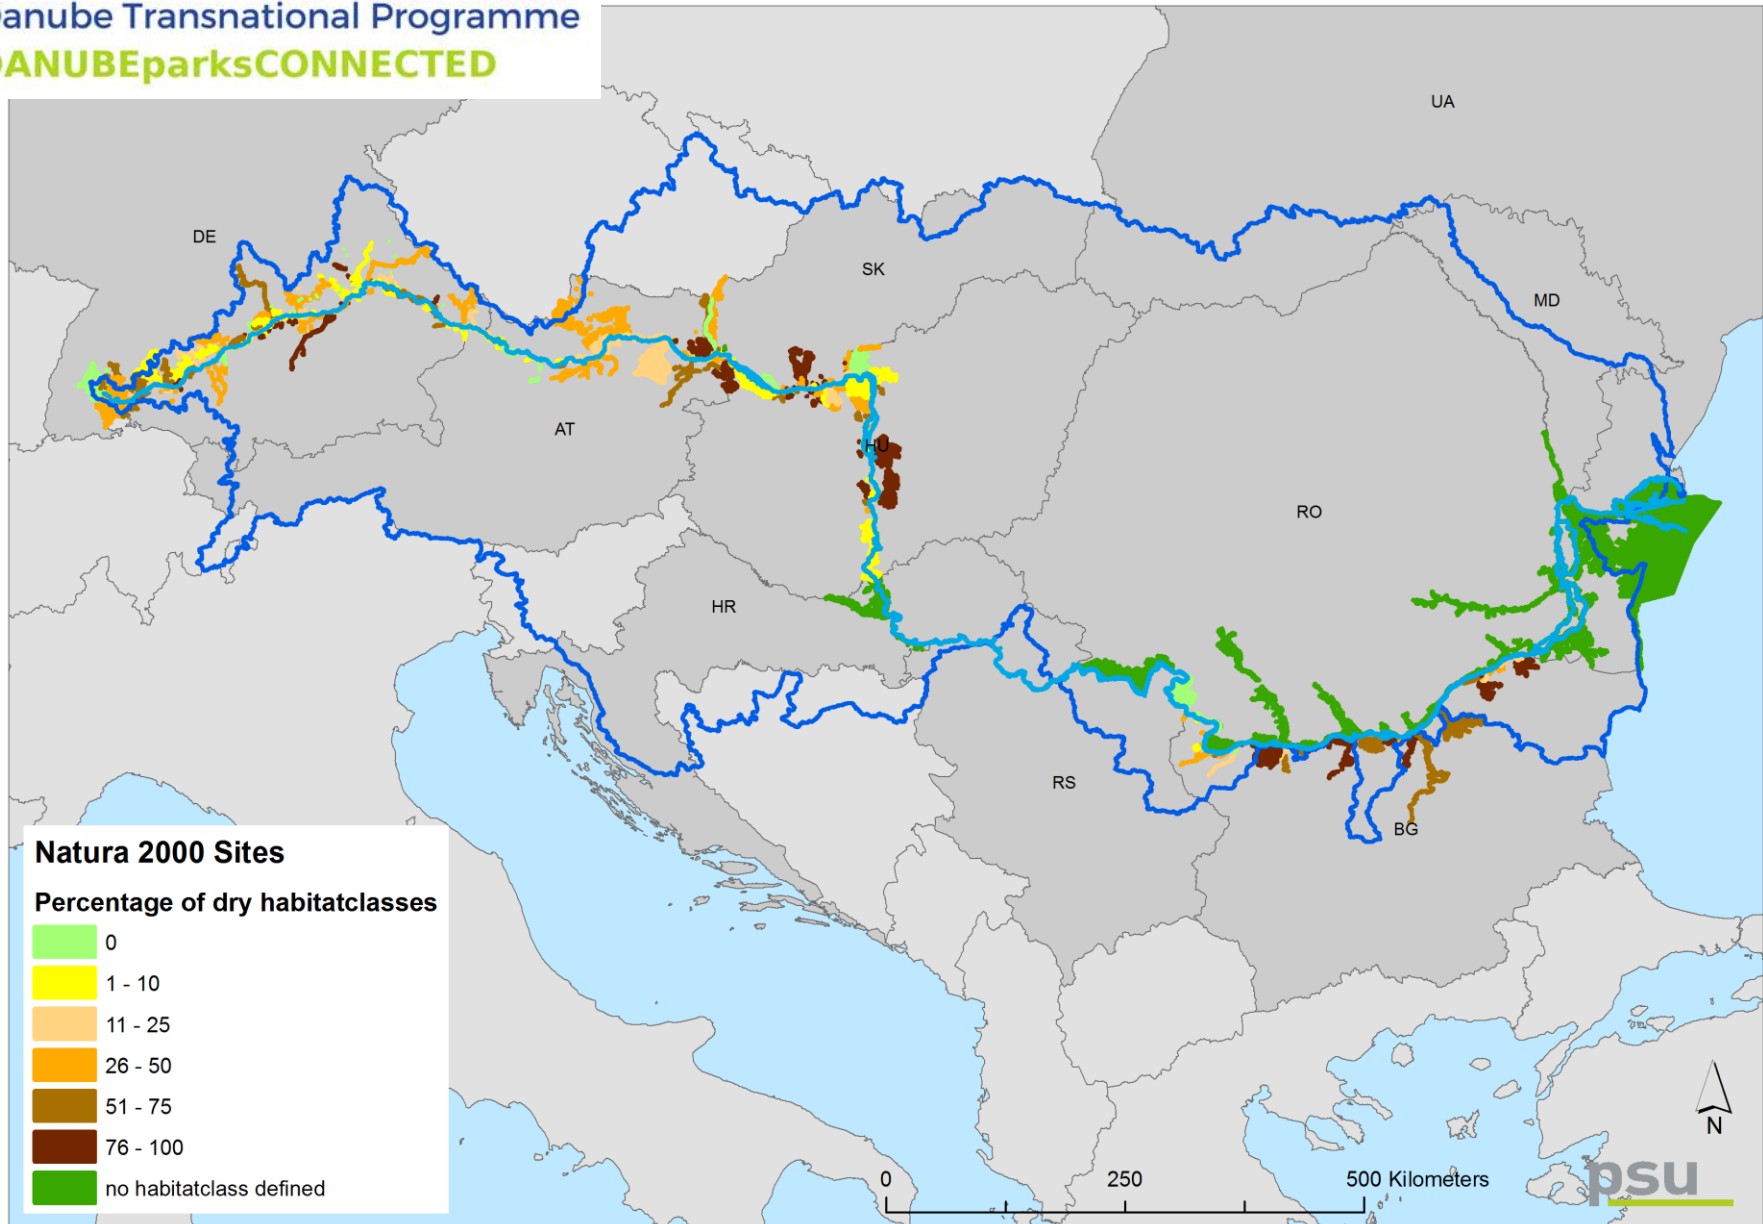 anube Transnational Programme
ANUBEparksCONNECTED
UA
DE
SK
MD
AT
HU
RO
HR
RS
BG
Natura 2000 Sites
Percentage of dry habitatclasses
0
1 - 10
11 - 25
26 - 50
51 - 75
76 - 100
no habitatclass defined
0 250 500 Kilometers
N
psu